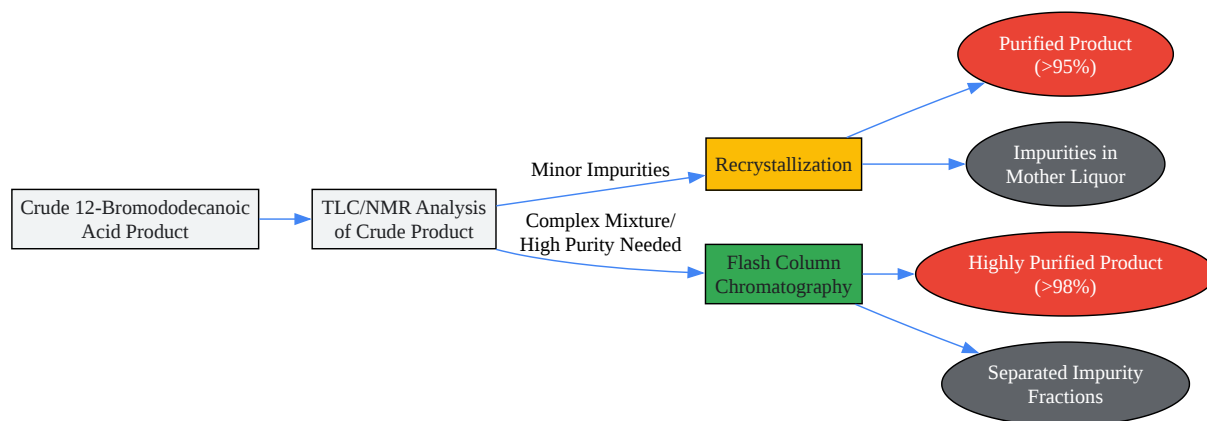 Crude 12-Bromododecanoic
Acid Product
TLC/NMR Analysis
of Crude Product
Minor Impurities
Complex Mixture/
High Purity Needed
Recrystallization
Flash Column
Chromatography
Purified Product
(>95%)
Impurities in
Mother Liquor
Highly Purified Product
(>98%)
Separated Impurity
Fractions